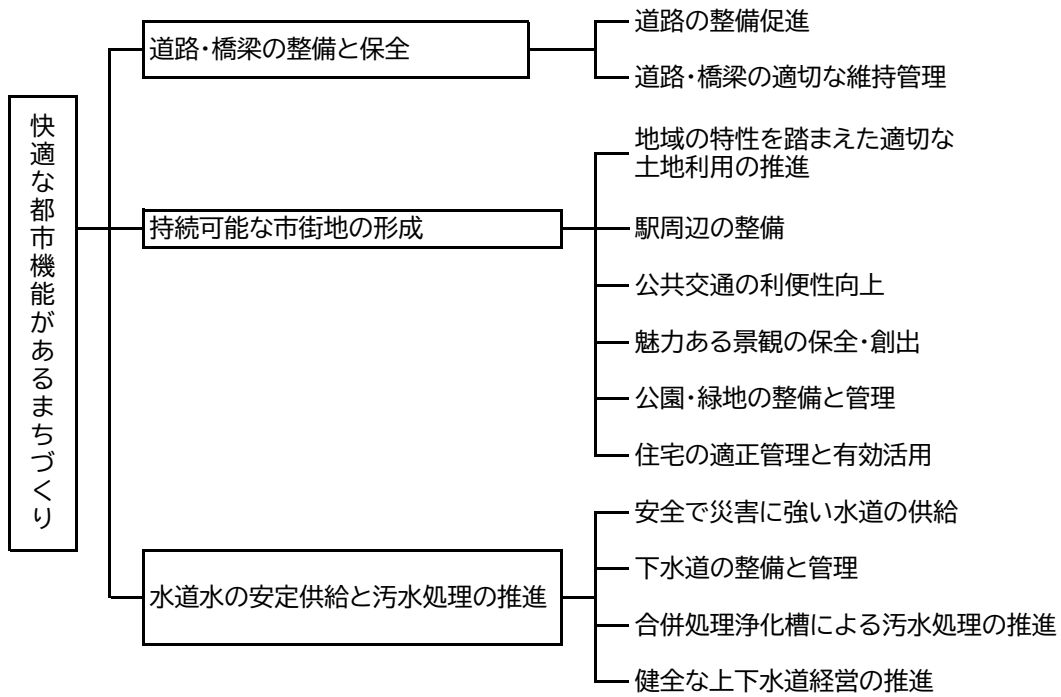 快適な都市機能があるまちづくり
道路・橋梁の整備と保全
道路の整備促進
道路・橋梁の適切な維持管理
持続可能な市街地の形成
地域の特性を踏まえた適切な
土地利用の推進
駅周辺の整備
公共交通の利便性向上
魅力ある景観の保全・創出
公園・緑地の整備と管理
住宅の適正管理と有効活用
水道水の安定供給と汚水処理の推進
安全で災害に強い水道の供給
下水道の整備と管理
合併処理浄化槽による汚水処理の推進
健全な上下水道経営の推進